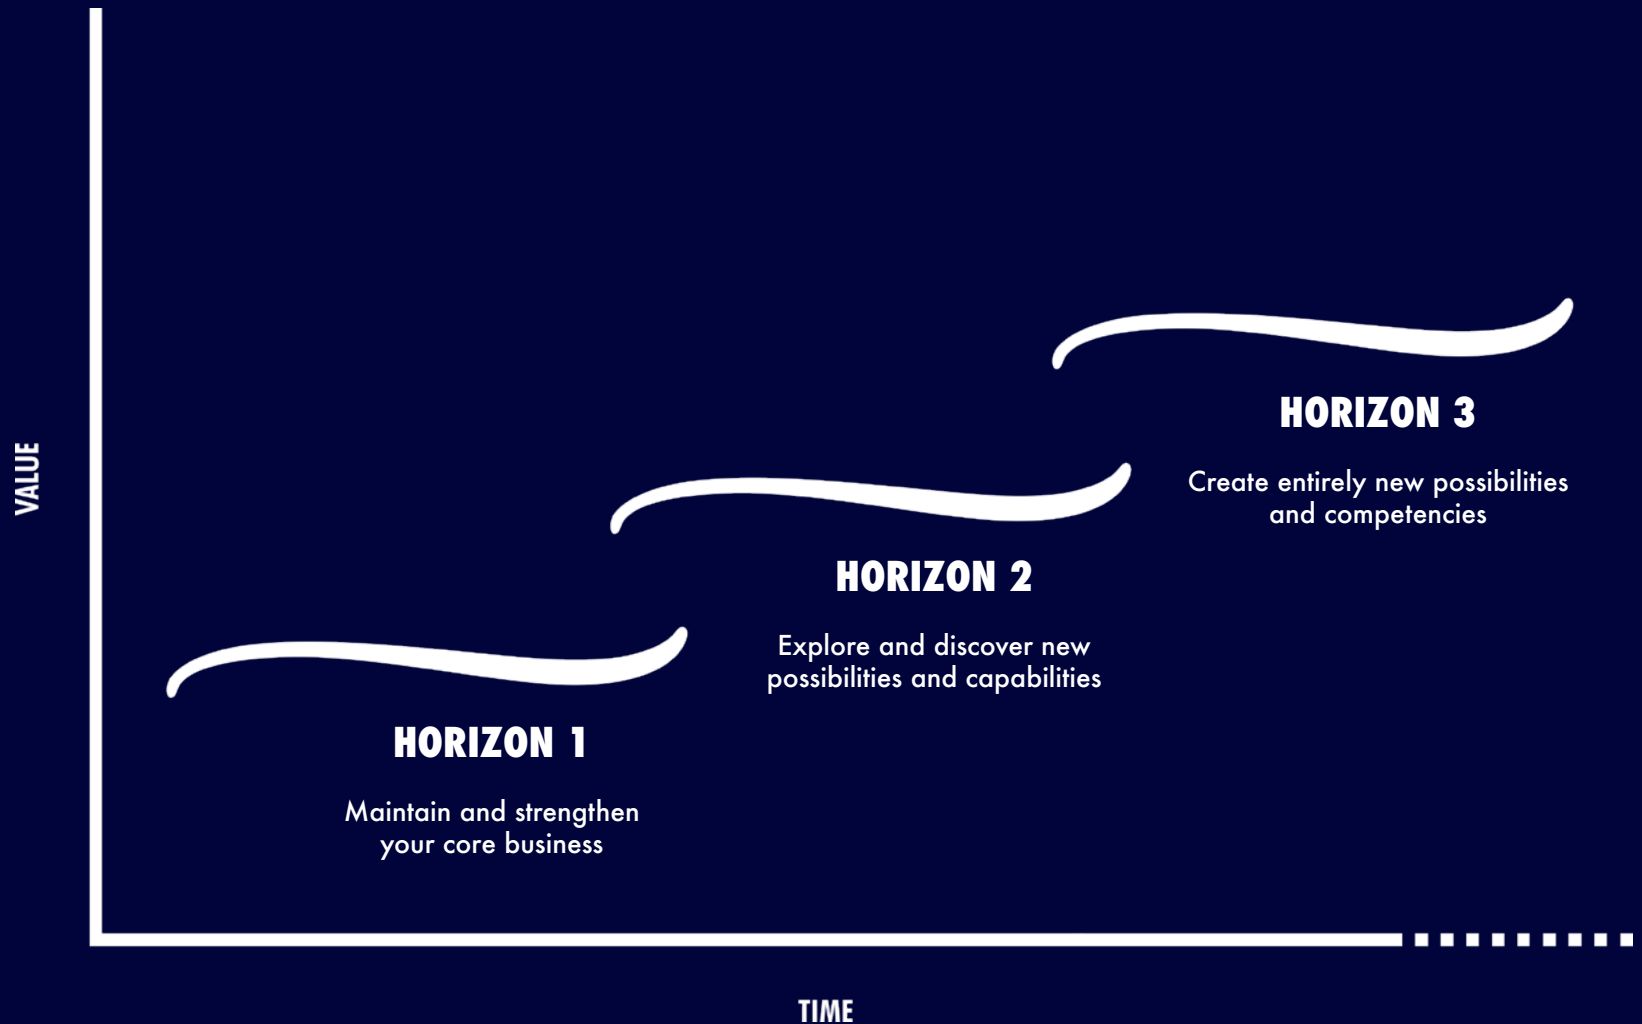 VALUE
HORIZON 3
Create entirely new possibilities
and competencies
HORIZON 2
Explore and discover new
possibilities and capabilities
HORIZON 1
Maintain and strengthen
your core business
TIME